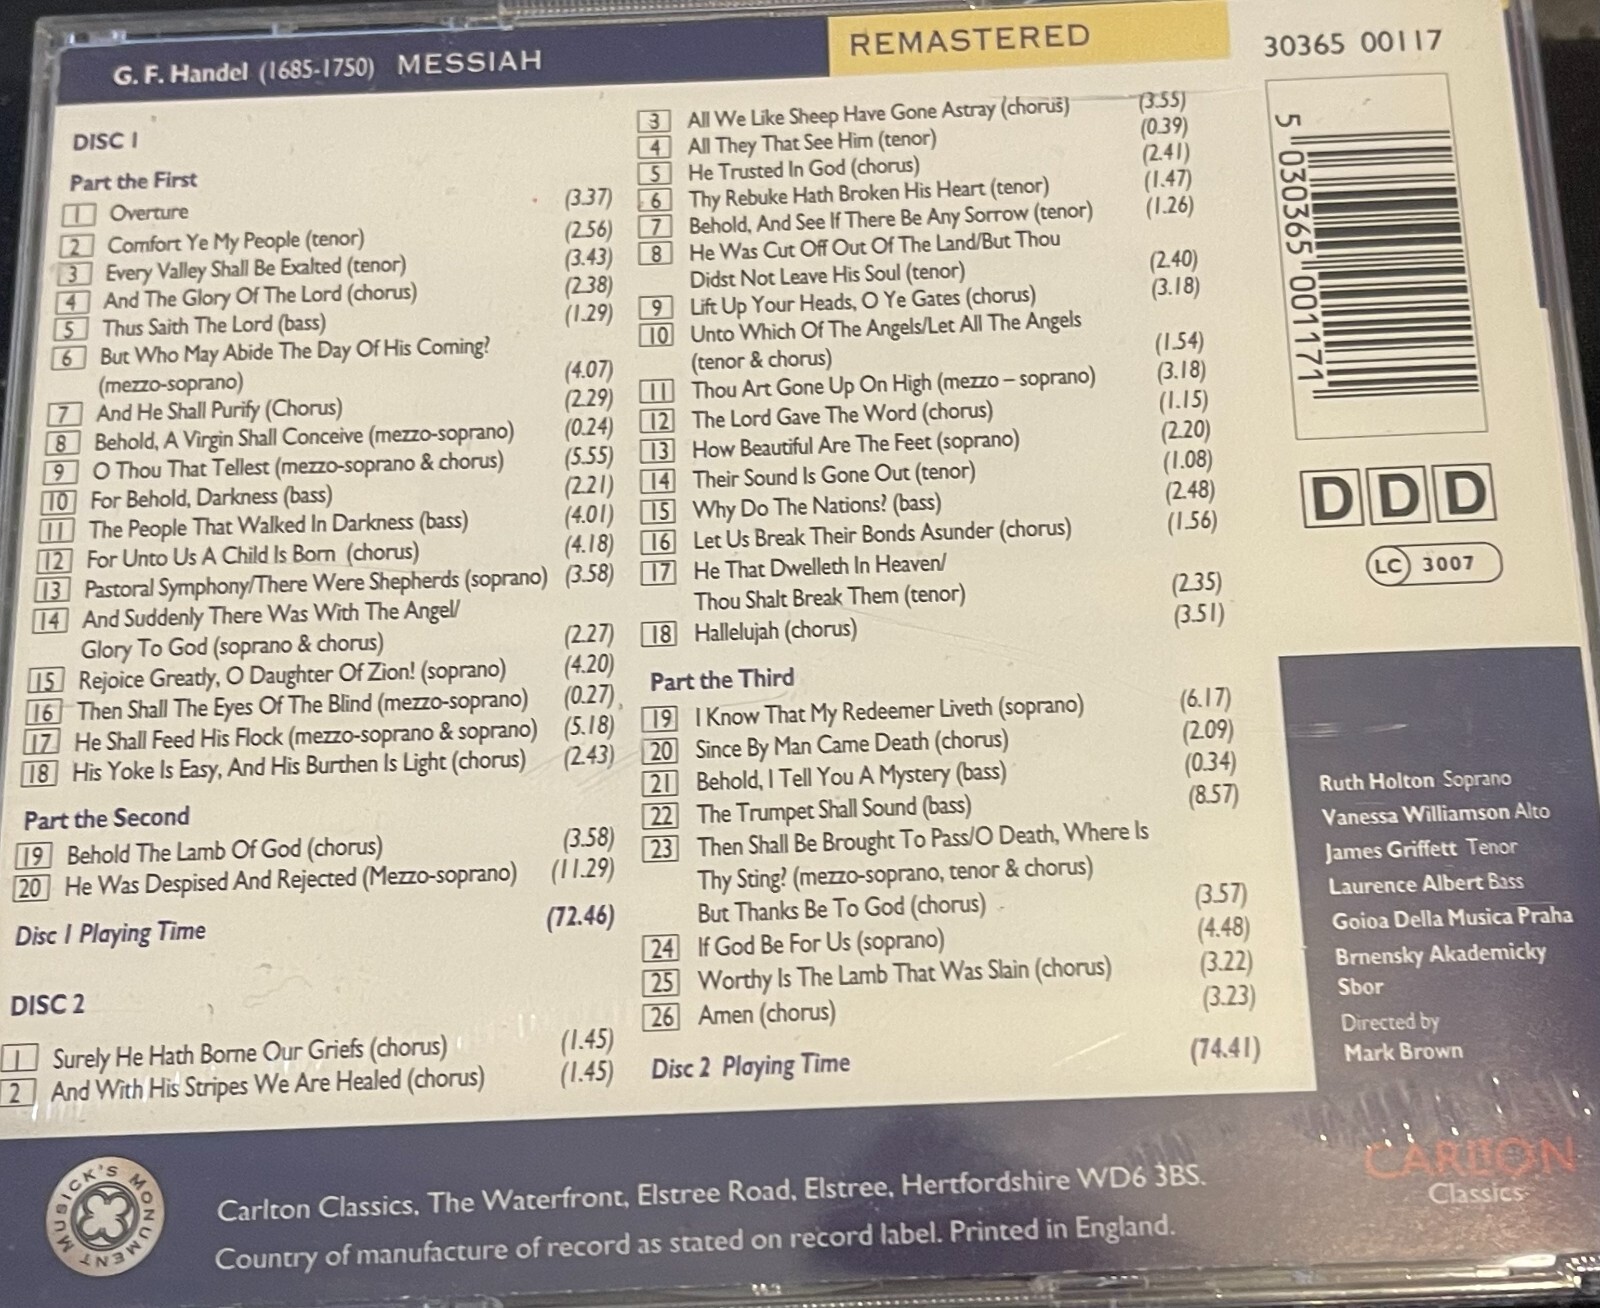 G. F. Handel (1685-1750) MESSIAH
REMASTERED
30365 00117
DISC 1
Part the First
1 Overture (3.37)
2 Comfort Ye My People (tenor) (2.56)
3 Every Valley Shall Be Exalted (tenor) (3.43)
4 And The Glory Of The Lord (chorus) (2.38)
5 Thus Saith The Lord (bass) (1.29)
6 But Who May Abide The Day Of His Coming?
(mezzo-soprano) (4.07)
7 And He Shall Purify (Chorus) (2.29)
8 Behold, A Virgin Shall Conceive (mezzo-soprano) (0.24)
9 O Thou That Tellest (mezzo-soprano & chorus) (5.55)
10 For Behold, Darkness (bass) (2.21)
11 The People That Walked In Darkness (bass) (4.01)
12 For Unto Us A Child Is Born (chorus) (4.18)
13 Pastoral Symphony/There Were Shepherds (soprano) (3.58)
14 And Suddenly There Was With The Angel/
Glory To God (soprano & chorus) (2.27)
15 Rejoice Greatly, O Daughter Of Zion! (soprano) (4.20)
16 Then Shall The Eyes Of The Blind (mezzo-soprano) (0.27)
17 He Shall Feed His Flock (mezzo-soprano & soprano) (5.18)
18 His Yoke Is Easy, And His Burthen Is Light (chorus) (2.43)
Part the Second
19 Behold The Lamb Of God (chorus) (3.58)
20 He Was Despised And Rejected (Mezzo-soprano) (11.29)
Disc 1 Playing Time (72.46)
DISC 2
1 Surely He Hath Borne Our Griefs (chorus) (1.45)
2 And With His Stripes We Are Healed (chorus) (1.45)
3 All We Like Sheep Have Gone Astray (chorus) (3.55)
4 All They That See Him (tenor) (0.39)
5 He Trusted In God (chorus) (2.41)
6 Thy Rebuke Hath Broken His Heart (tenor) (1.47)
7 Behold, And See If There Be Any Sorrow (tenor) (1.26)
8 He Was Cut Off Out Of The Land/But Thou
Didst Not Leave His Soul (tenor) (2.40)
9 Lift Up Your Heads, O Ye Gates (chorus) (3.18)
10 Unto Which Of The Angels/Let All The Angels
(tenor & chorus) (1.54)
11 Thou Art Gone Up On High (mezzo – soprano) (3.18)
12 The Lord Gave The Word (chorus) (1.15)
13 How Beautiful Are The Feet (soprano) (2.20)
14 Their Sound Is Gone Out (tenor) (1.08)
15 Why Do The Nations? (bass) (2.48)
16 Let Us Break Their Bonds Asunder (chorus) (1.56)
17 He That Dwelleth In Heaven/
Thou Shalt Break Them (tenor) (2.35)
18 Hallelujah (chorus) (3.51)
Part the Third
19 I Know That My Redeemer Liveth (soprano) (6.17)
20 Since By Man Came Death (chorus) (2.09)
21 Behold, I Tell You A Mystery (bass) (0.34)
22 The Trumpet Shall Sound (bass) (8.57)
23 Then Shall Be Brought To Pass/O Death, Where Is
Thy Sting? (mezzo-soprano, tenor & chorus)
But Thanks Be To God (chorus) (3.57)
24 If God Be For Us (soprano) (4.48)
25 Worthy Is The Lamb That Was Slain (chorus) (3.22)
26 Amen (chorus) (3.23)
Disc 2 Playing Time (74.41)
5 030365 001171
DDD
LC 3007
Ruth Holton Soprano
Vanessa Williamson Alto
James Griffett Tenor
Laurence Albert Bass
Goioa Della Musica Praha
Brnensky Akademicky
Sbor
Directed by
Mark Brown
CARLTON
Classics
MUSICK'S MONUMENT
Carlton Classics, The Waterfront, Elstree Road, Elstree, Hertfordshire WD6 3BS.
Country of manufacture of record as stated on record label. Printed in England.